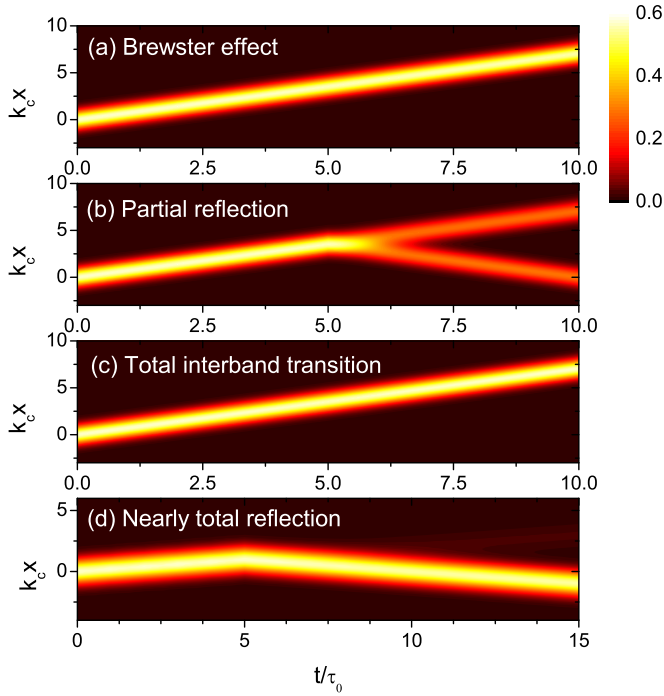 10
(a) Brewster effect
5
0
k_c x
0.0 2.5 5.0 7.5 10.0
0.6
0.4
0.2
0.0
10
(b) Partial reflection
5
0
k_c x
0.0 2.5 5.0 7.5 10.0
10
(c) Total interband transition
5
0
k_c x
0.0 2.5 5.0 7.5 10.0
(d) Nearly total reflection
5
0
k_c x
0 5 10 15
t/τ_0